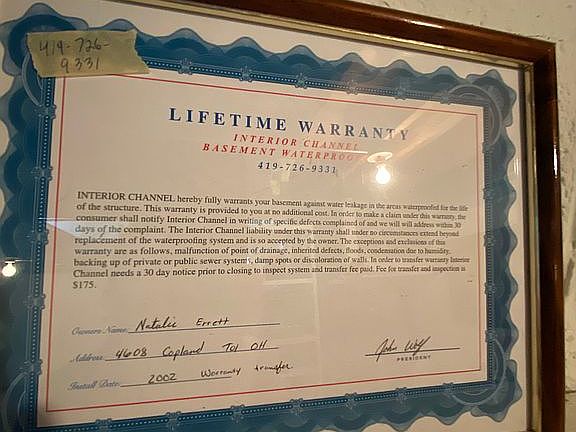 419-726-
9331
LIFETIME WARRANTY
INTERIOR CHANNEL
BASEMENT WATERPROOFING
419-726-9331
INTERIOR CHANNEL hereby fully warrants your basement against water leakage in the areas waterproofed for the life
of the structure. This warranty is provided to you at no additional cost. In order to make a claim under this warranty, the
consumer shall notify Interior Channel in writing of specific defects complained of and we will address within 30
days of the complaint. The Interior Channel liability under this warranty shall under no circumstances extend beyond
replacement of the waterproofing system and is so accepted by the owner. The exceptions and exclusions of this
warranty are as follows, malfunction of point of drainage, inherited defects, floods, condensation due to humidity,
backing up of private or public sewer systems, damp spots or discoloration of walls. In order to transfer warranty Interior
Channel needs a 30 day notice prior to closing to inspect system and transfer fee paid. Fee for transfer and inspection is
$175.
Owners Name: Natalie Errett
Address: 4608 Copland Tol OH
John Wolf
PRESIDENT
Install Date: 2002 Warranty transfer